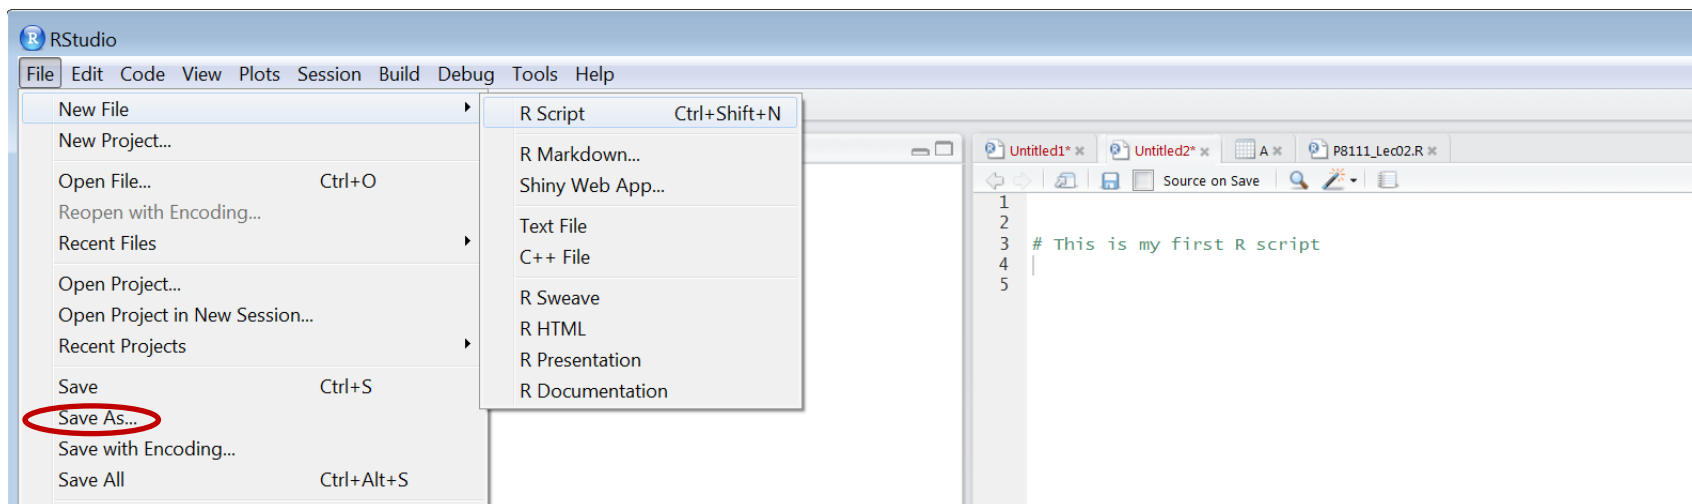 RStudio
File Edit Code View Plots Session Build Debug Tools Help
New File
New Project...
Open File... Ctrl+O
Reopen with Encoding...
Recent Files
Open Project...
Open Project in New Session...
Recent Projects
Save Ctrl+S
Save As...
Save with Encoding...
Save All Ctrl+Alt+S
R Script Ctrl+Shift+N
R Markdown...
Shiny Web App...
Text File
C++ File
R Sweave
R HTML
R Presentation
R Documentation
Untitled1* Untitled2* A P8111_Lec02.R
Source on Save
1
2
3 # This is my first R script
4
5